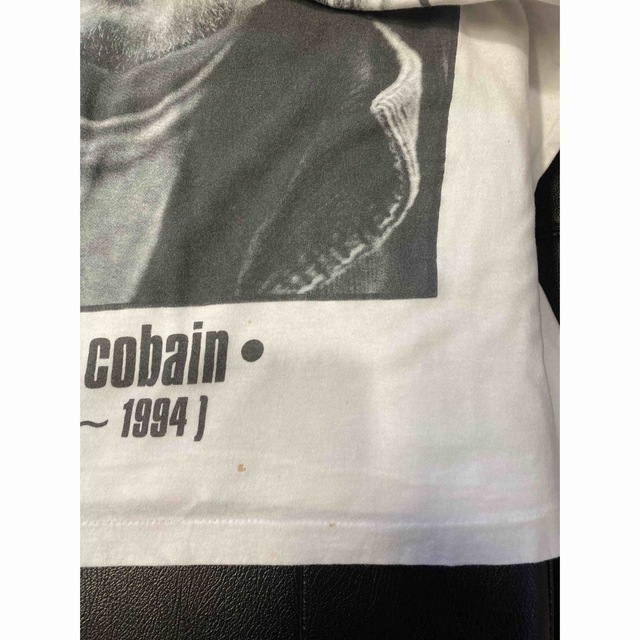 cobain •
~ 1994 )